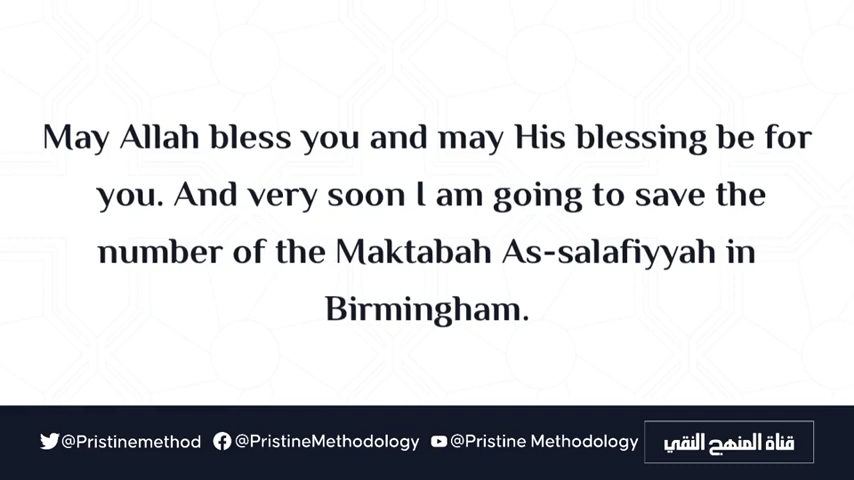 May Allah bless you and may His blessing be for
you. And very soon I am going to save the
number of the Maktabah As-salafiyyah in
Birmingham.
@Pristinemethod @PristineMethodology @Pristine Methodology قناة المنهج النقي